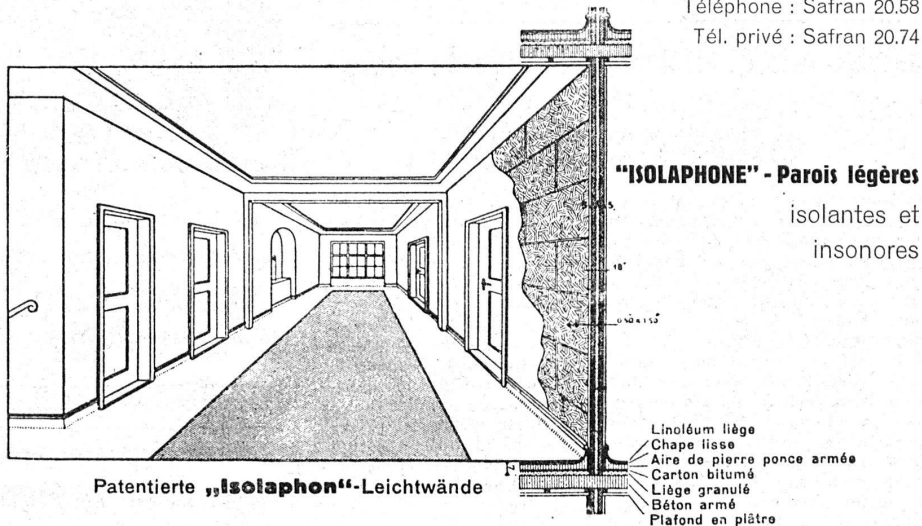 Téléphone : Safran 20.58
Tél. privé : Safran 20.74
"ISOLAPHONE" - Parois légères
isolantes et
insonores
18
Linoléum liège
Chape lisse
Aire de pierre ponce armée
Carton bitumé
Liège granulé
Béton armé
Plafond en plâtre
Patentierte „Isolaphon“-Leichtwände